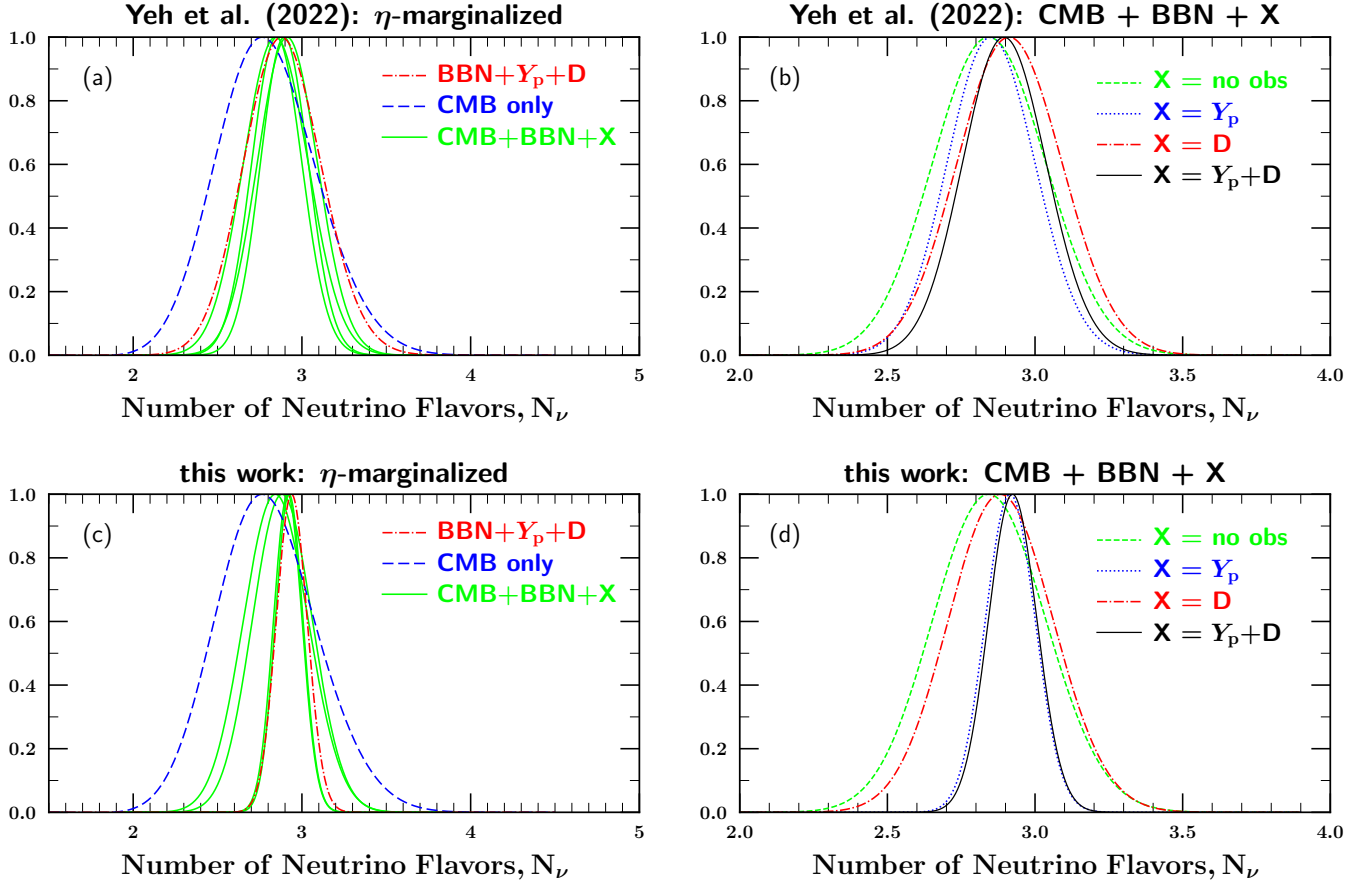 Yeh et al. (2022): η-marginalized
1.0
0.8
0.6
0.4
0.2
0.0
(a)
BBN+Yp+D
CMB only
CMB+BBN+X
2
3
4
5
Number of Neutrino Flavors, Nν
Yeh et al. (2022): CMB + BBN + X
1.0
0.8
0.6
0.4
0.2
0.0
(b)
X = no obs
X = Yp
X = D
X = Yp+D
2.0
2.5
3.0
3.5
4.0
Number of Neutrino Flavors, Nν
this work: η-marginalized
1.0
0.8
0.6
0.4
0.2
0.0
(c)
BBN+Yp+D
CMB only
CMB+BBN+X
2
3
4
5
Number of Neutrino Flavors, Nν
this work: CMB + BBN + X
1.0
0.8
0.6
0.4
0.2
0.0
(d)
X = no obs
X = Yp
X = D
X = Yp+D
2.0
2.5
3.0
3.5
4.0
Number of Neutrino Flavors, Nν